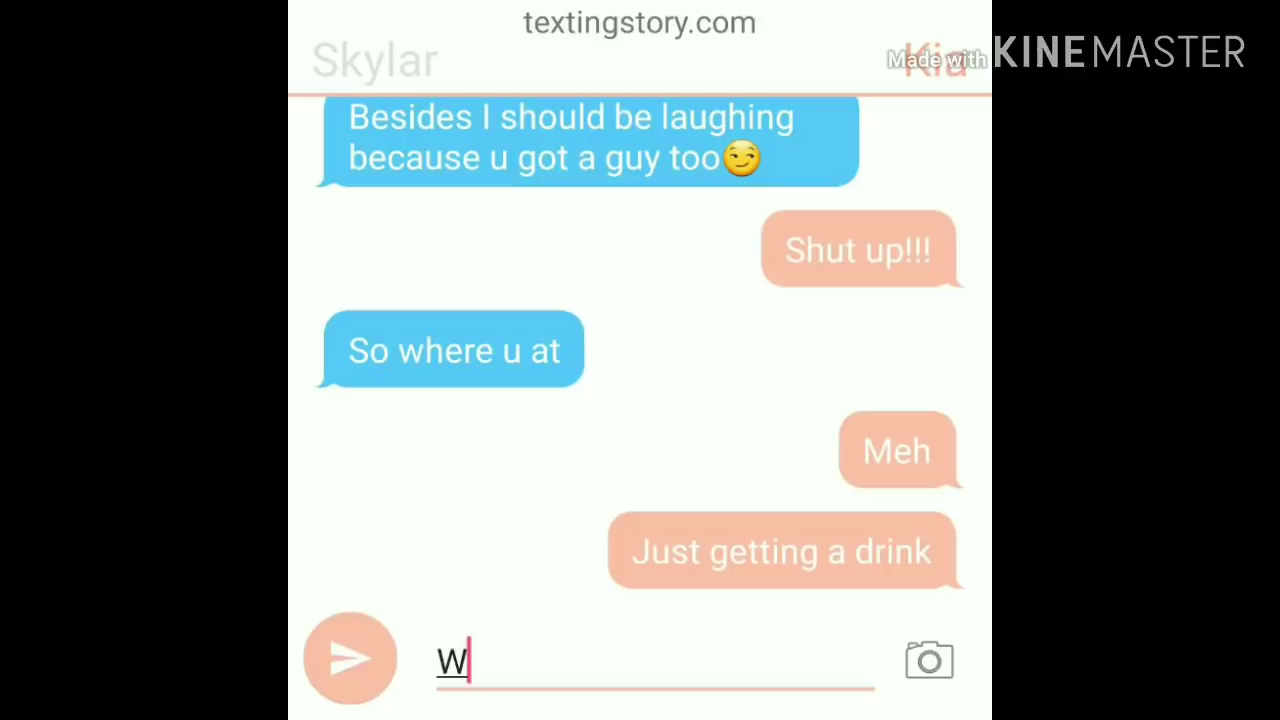 textingstory.com
Skylar
Kia
Made with KINEMASTER
Besides I should be laughing
because u got a guy too😏
Shut up!!!
So where u at
Meh
Just getting a drink
W